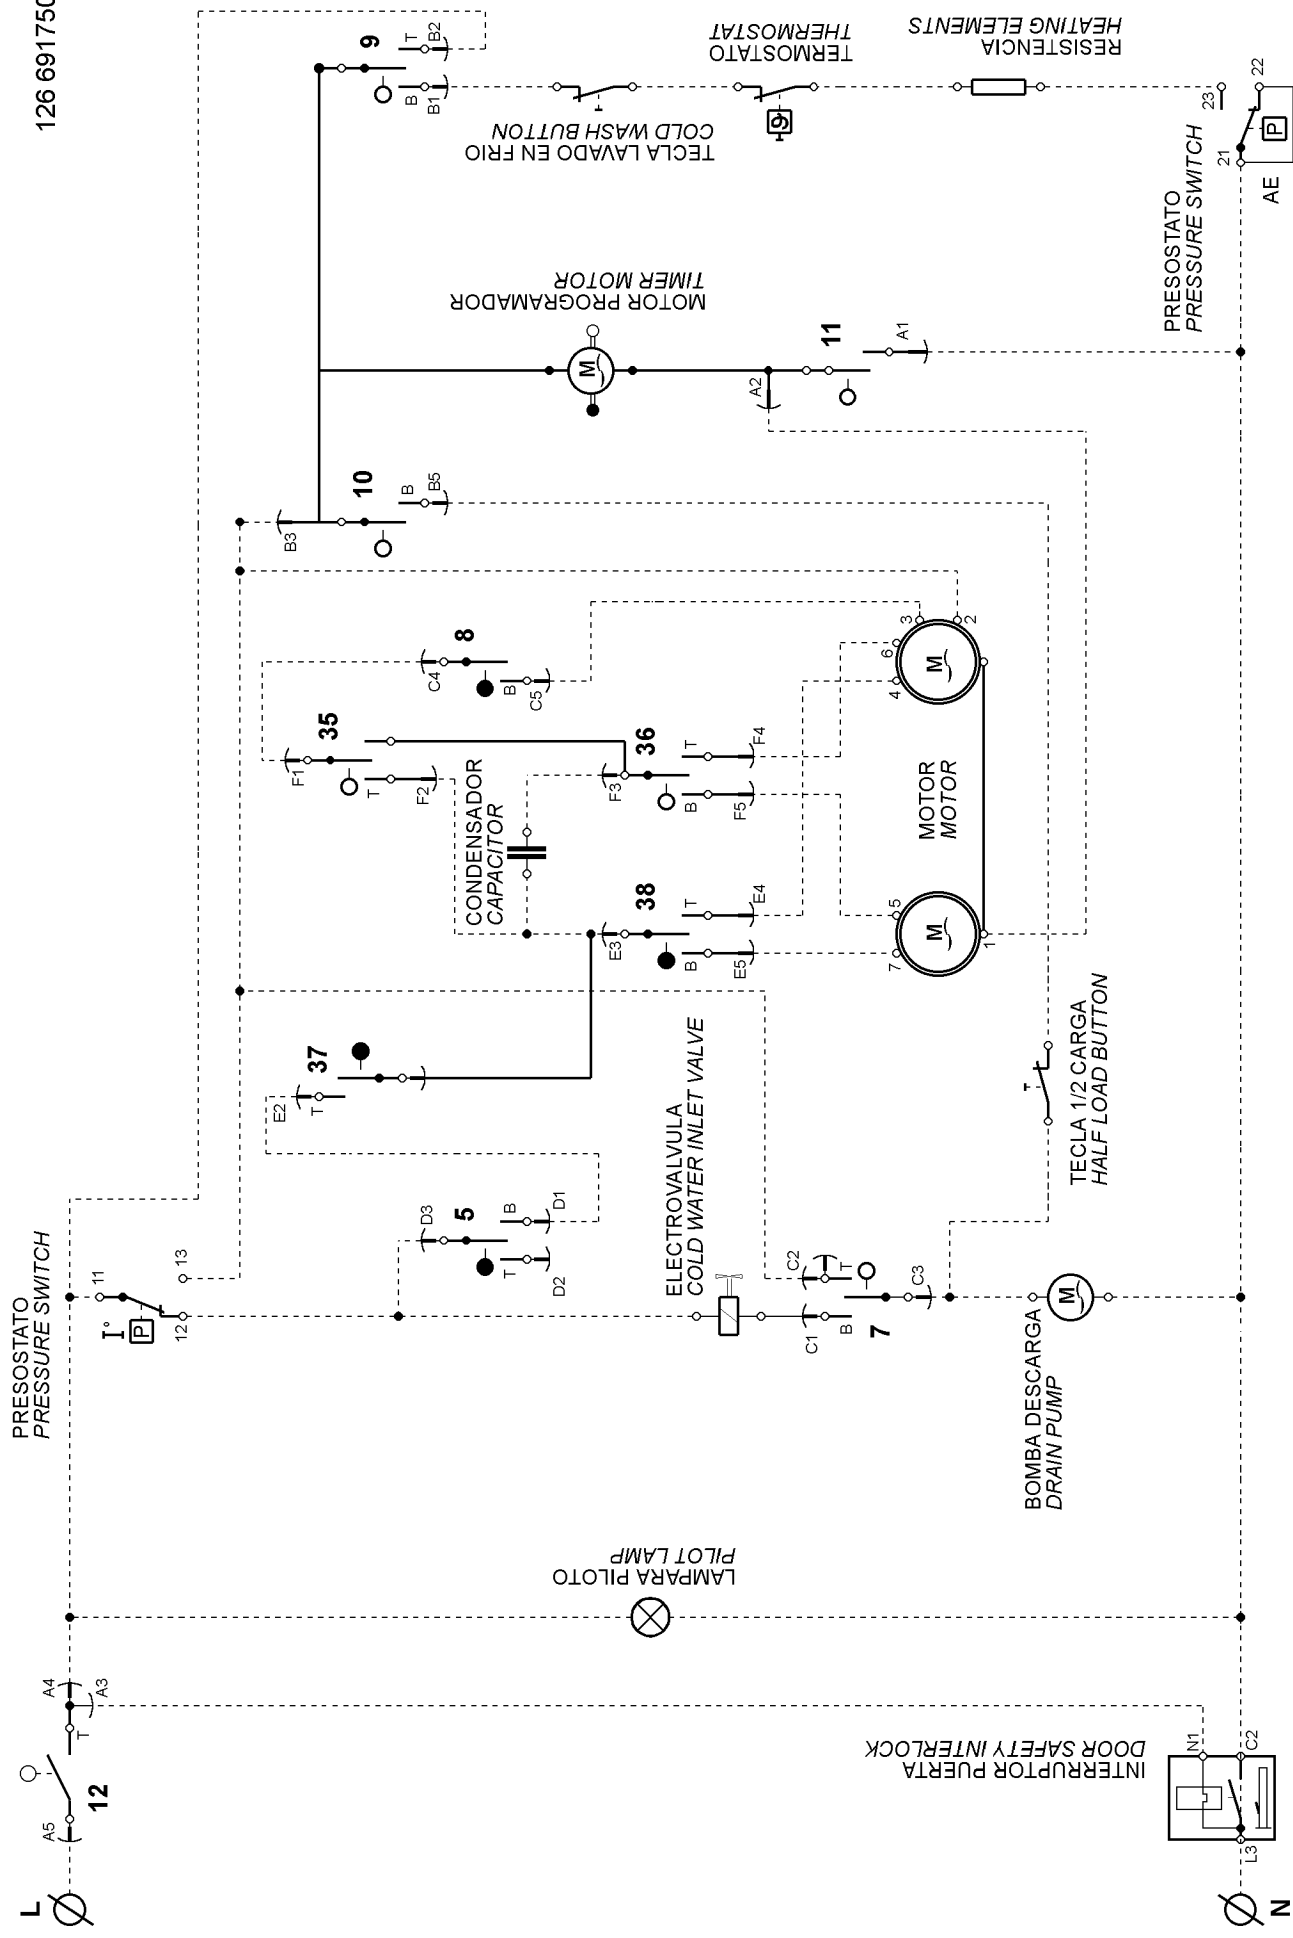 126 691750
L
A5
12
T
A4
A3
LAMPARA PILOTO
PILOT LAMP
INTERRUPTOR PUERTA
DOOR SAFETY INTERLOCK
N1
C2
L3
N
PRESOSTATO
PRESSURE SWITCH
11
I°
P
12
13
D3
5
B
D1
T
D2
E2
T
37
ELECTROVALVULA
COLD WATER INLET VALVE
C2
T
C1
B
7
C3
BOMBA DESCARGA
DRAIN PUMP
M
TECLA 1/2 CARGA
HALF LOAD BUTTON
F1
35
T
F2
C4
8
B
C5
CONDENSADOR
CAPACITOR
F3
36
T
F4
B
F5
E3
38
T
E4
B
E5
MOTOR
MOTOR
M
7
5
1
M
4
6
3
2
B3
10
B
B5
MOTOR PROGRAMADOR
TIMER MOTOR
M
A2
11
A1
9
T
B2
B
B1
TECLA LAVADO EN FRIO
COLD WASH BUTTON
TERMOSTATO
THERMOSTAT
RESISTENCIA
HEATING ELEMENTS
PRESOSTATO
PRESSURE SWITCH
23
22
21
P
AE